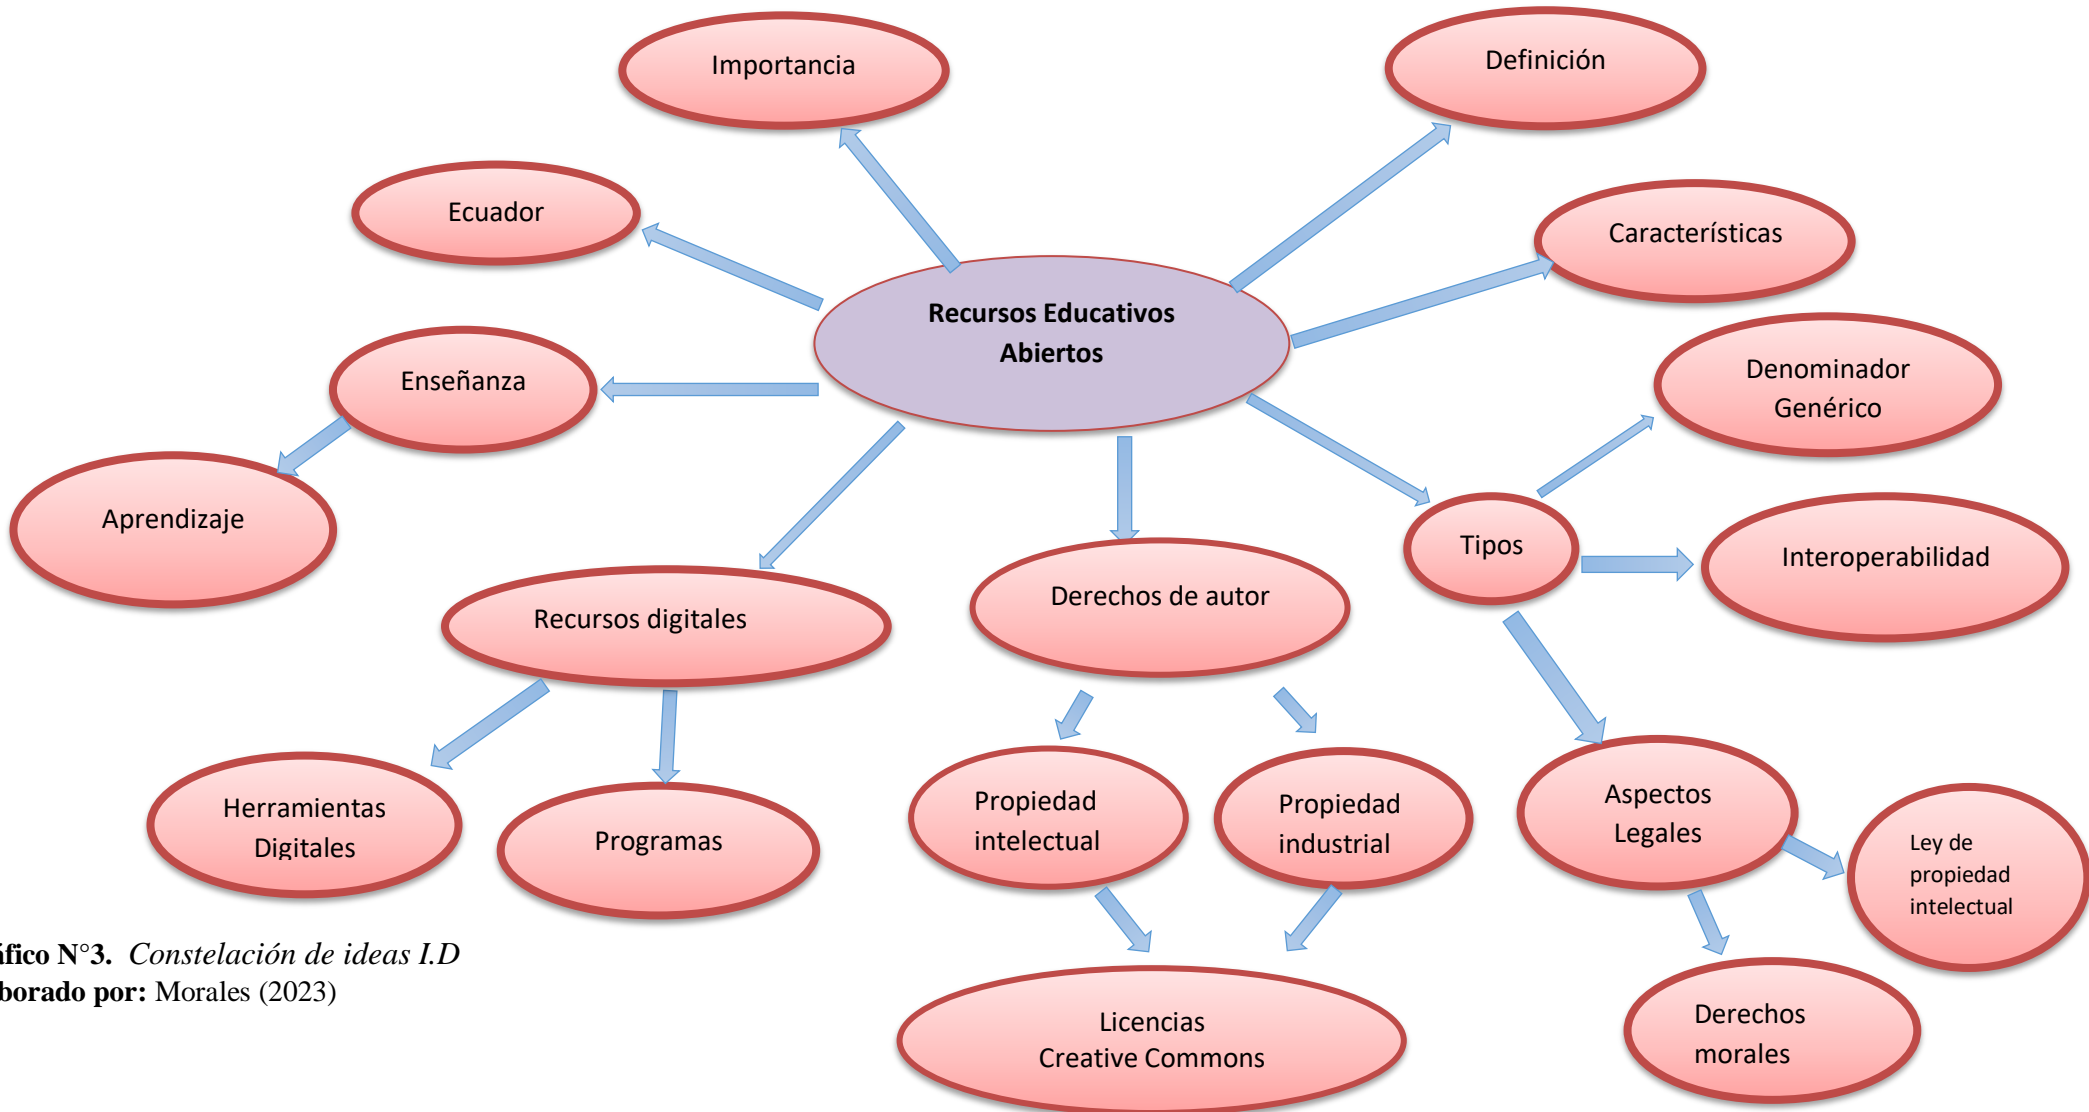 Importancia
Definición
Ecuador
Características
Recursos Educativos
Abiertos
Enseñanza
Denominador
Genérico
Aprendizaje
Tipos
Interoperabilidad
Recursos digitales
Derechos de autor
Herramientas
Digitales
Programas
Propiedad
intelectual
Propiedad
industrial
Aspectos
Legales
Ley de
propiedad
intelectual
áfico N°3. Constelación de ideas I.D
borado por: Morales (2023)
Licencias
Creative Commons
Derechos
morales